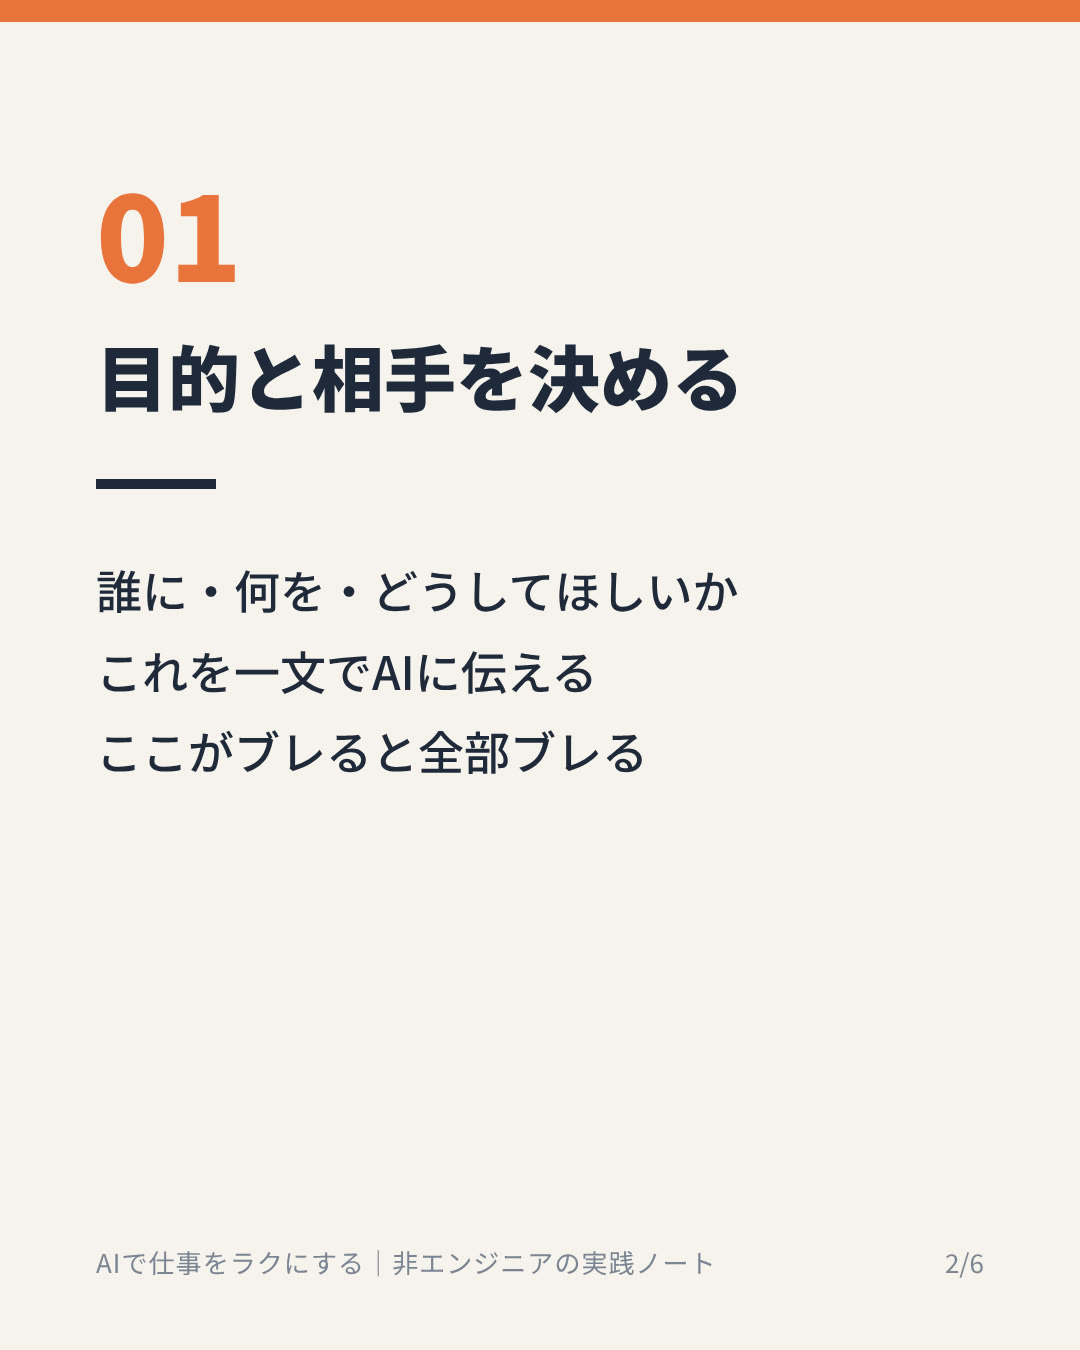 01
目的と相手を決める
誰に・何を・どうしてほしいか
これを一文でAIに伝える
ここがブレると全部ブレる
AIで仕事をラクにする｜非エンジニアの実践ノート
2/6